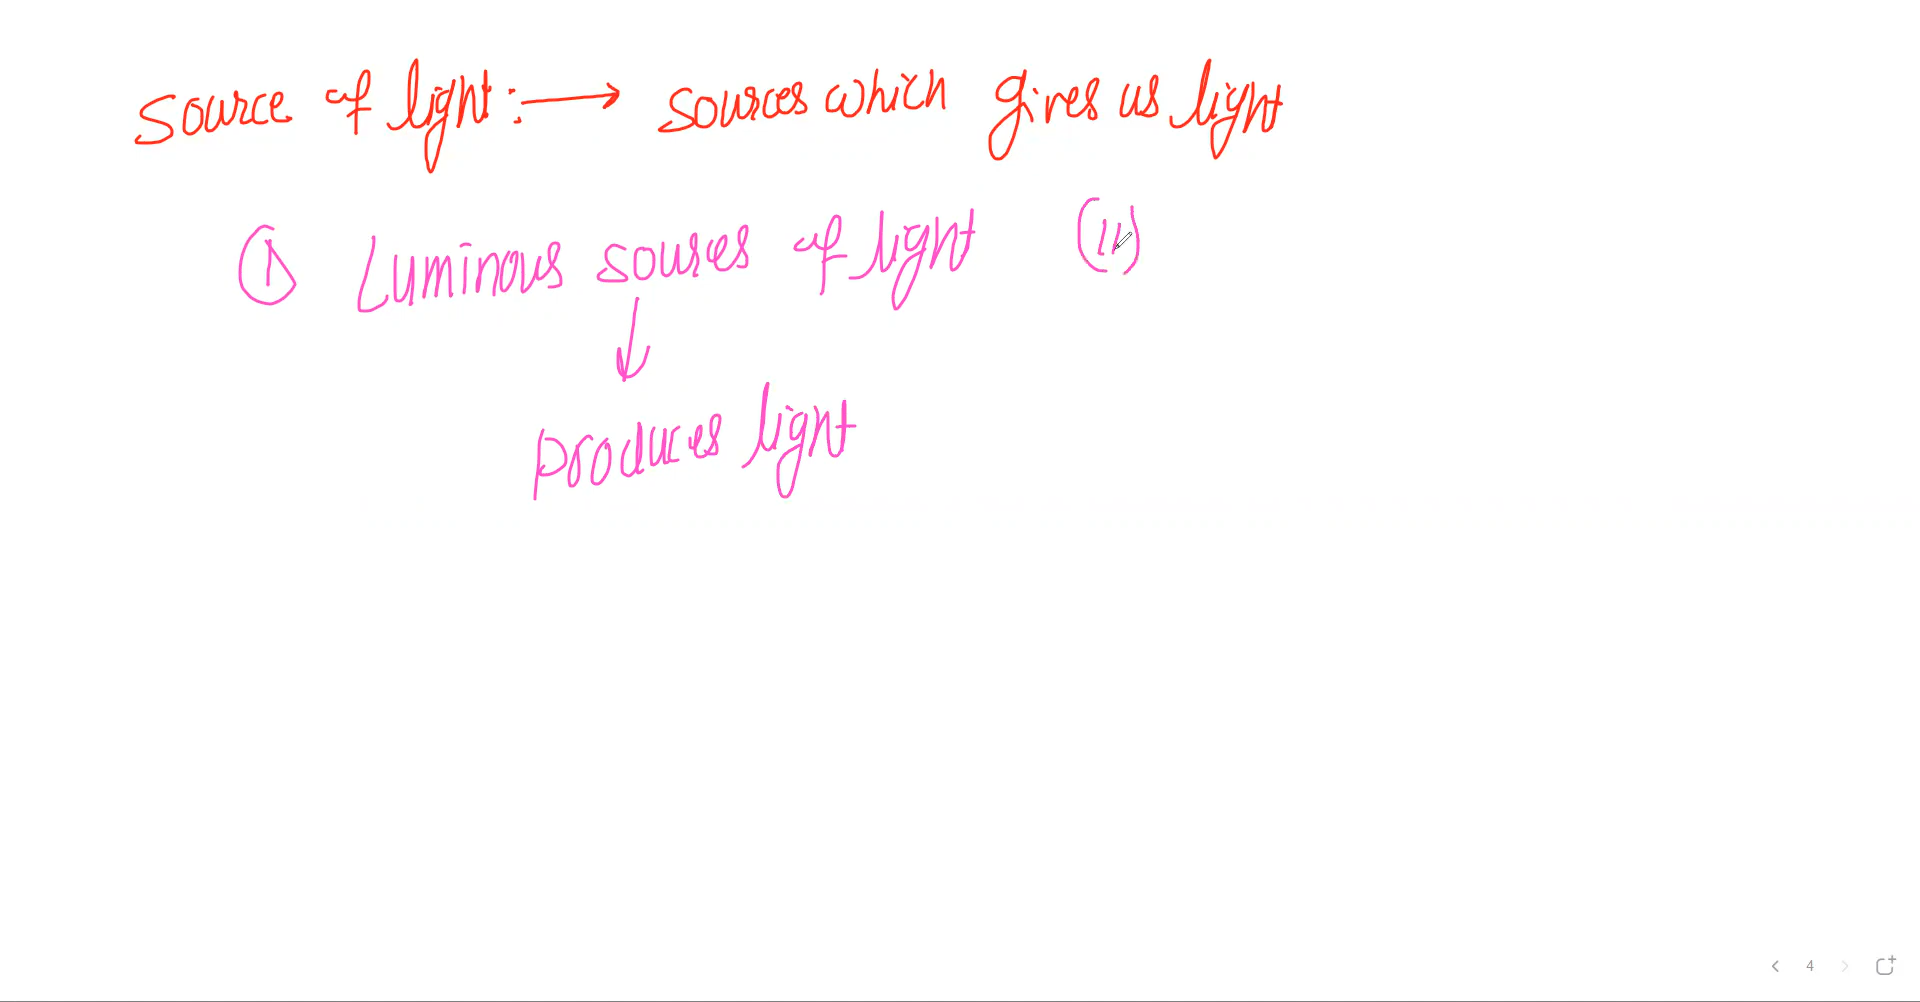 Source of light :→ sources which gives us light
① Luminous sources of light (ii)
↓
produces light
4